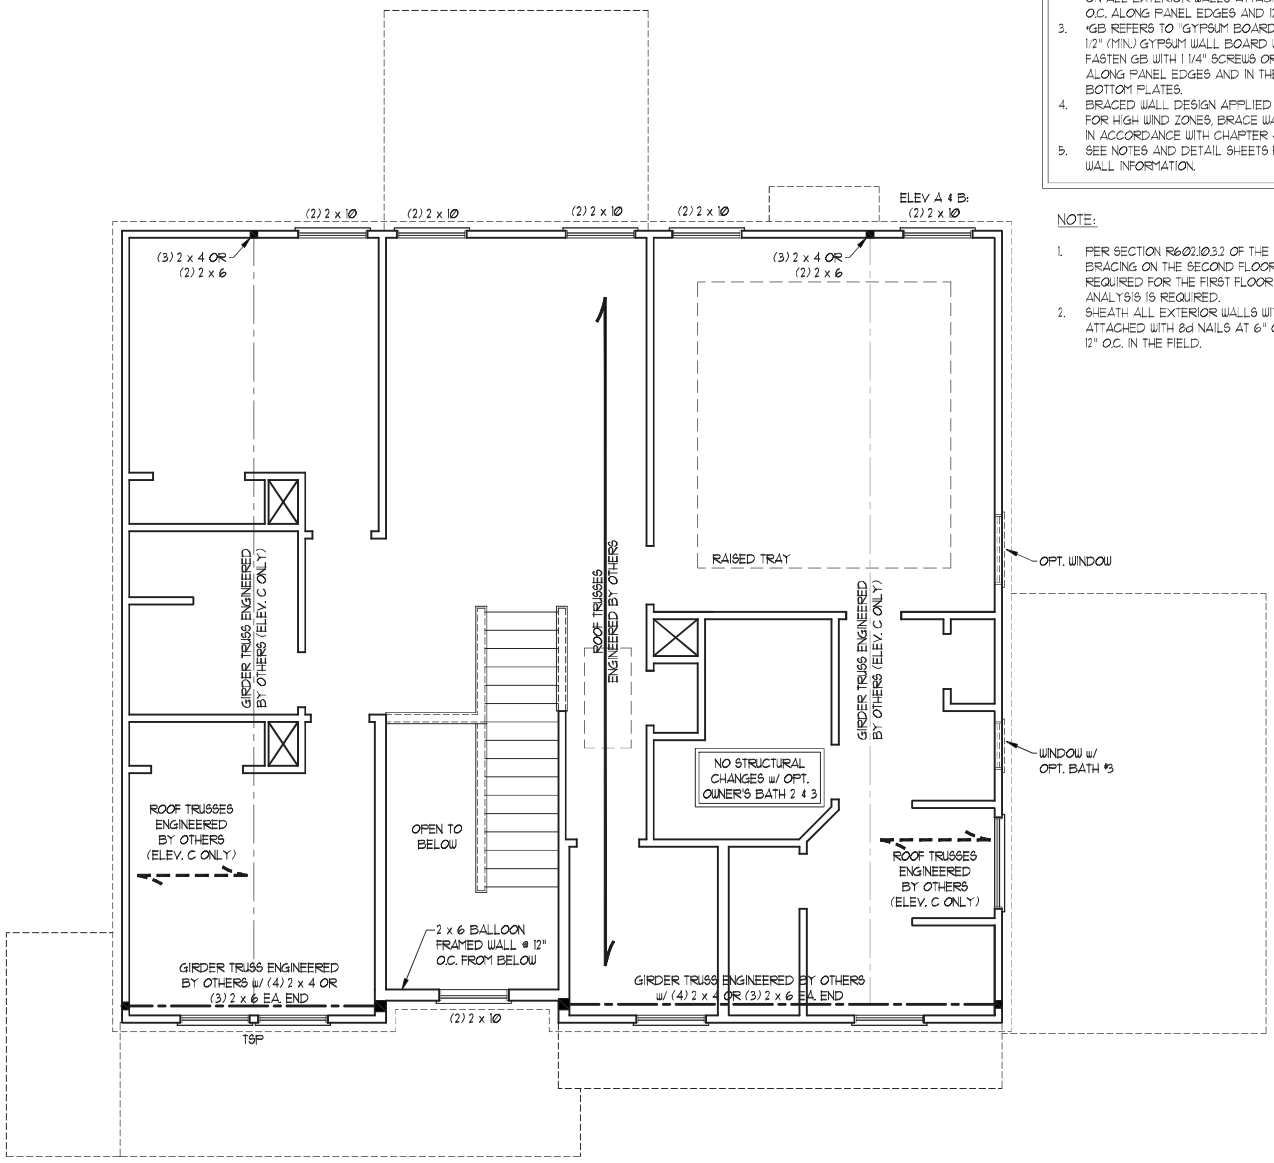 O.C. ALONG PANEL EDGES AND
3. "GB REFERS TO "GYPSUM BOARD
1/2" (MIN.) GYPSUM WALL BOARD
FASTEN GB WITH 1 1/4" SCREWS OR
ALONG PANEL EDGES AND IN THE
BOTTOM PLATES.
4. BRACED WALL DESIGN APPLIED
FOR HIGH WIND ZONES, BRACE
IN ACCORDANCE WITH CHAPTER
5. SEE NOTES AND DETAIL SHEETS
WALL INFORMATION.
NOTE:
1. PER SECTION R602.10.3.2 OF THE
BRACING ON THE SECOND FLOOR
REQUIRED FOR THE FIRST FLOOR
ANALYSIS IS REQUIRED.
2. SHEATH ALL EXTERIOR WALLS
ATTACHED WITH 8d NAILS AT 6"
12" O.C. IN THE FIELD.
ELEV A & B:
(2) 2 x 10
(2) 2 x 10
(2) 2 x 10
(2) 2 x 10
(2) 2 x 10
(3) 2 x 4 OR
(2) 2 x 6
(3) 2 x 4 OR
(2) 2 x 6
RAISED TRAY
OPT. WINDOW
GIRDER TRUSS ENGINEERED
BY OTHERS (ELEV. C ONLY)
ROOF TRUSSES
ENGINEERED BY OTHERS
GIRDER TRUSS ENGINEERED
BY OTHERS (ELEV. C ONLY)
WINDOW w/
OPT. BATH #3
NO STRUCTURAL
CHANGES w/ OPT.
OWNER'S BATH 2 & 3
ROOF TRUSSES
ENGINEERED
BY OTHERS
(ELEV. C ONLY)
OPEN TO
BELOW
ROOF TRUSSES
ENGINEERED
BY OTHERS
(ELEV. C ONLY)
2 x 6 BALLOON
FRAMED WALL @ 12"
O.C. FROM BELOW
GIRDER TRUSS ENGINEERED
BY OTHERS w/ (4) 2 x 4 OR
(3) 2 x 6 EA. END
GIRDER TRUSS ENGINEERED BY OTHERS
w/ (4) 2 x 4 OR (3) 2 x 6 EA. END
(2) 2 x 10
TSP